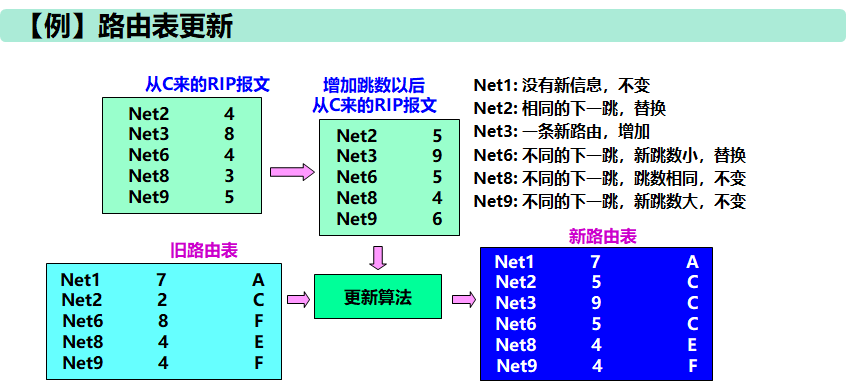 【例】路由表更新
从C来的RIP报文
Net2 4
Net3 8
Net6 4
Net8 3
Net9 5
增加跳数以后
从C来的RIP报文
Net2 5
Net3 9
Net6 5
Net8 4
Net9 6
Net1: 没有新信息，不变
Net2: 相同的下一跳，替换
Net3: 一条新路由，增加
Net6: 不同的下一跳，新跳数小，替换
Net8: 不同的下一跳，跳数相同，不变
Net9: 不同的下一跳，新跳数大，不变
旧路由表
Net1 7 A
Net2 2 C
Net6 8 F
Net8 4 E
Net9 4 F
更新算法
新路由表
Net1 7 A
Net2 5 C
Net3 9 C
Net6 5 C
Net8 4 E
Net9 4 F